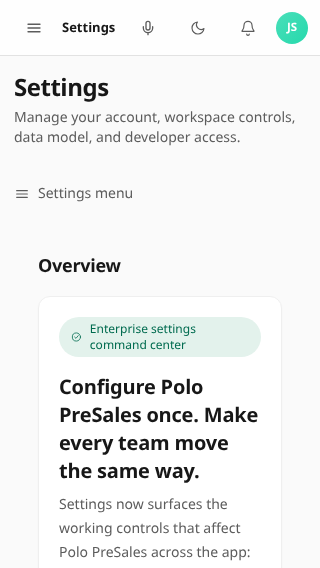 Settings
JS
Settings
Manage your account, workspace controls,
data model, and developer access.
Settings menu
Overview
Enterprise settings
command center
Configure Polo
PreSales once. Make
every team move
the same way.
Settings now surfaces the
working controls that affect
Polo PreSales across the app: